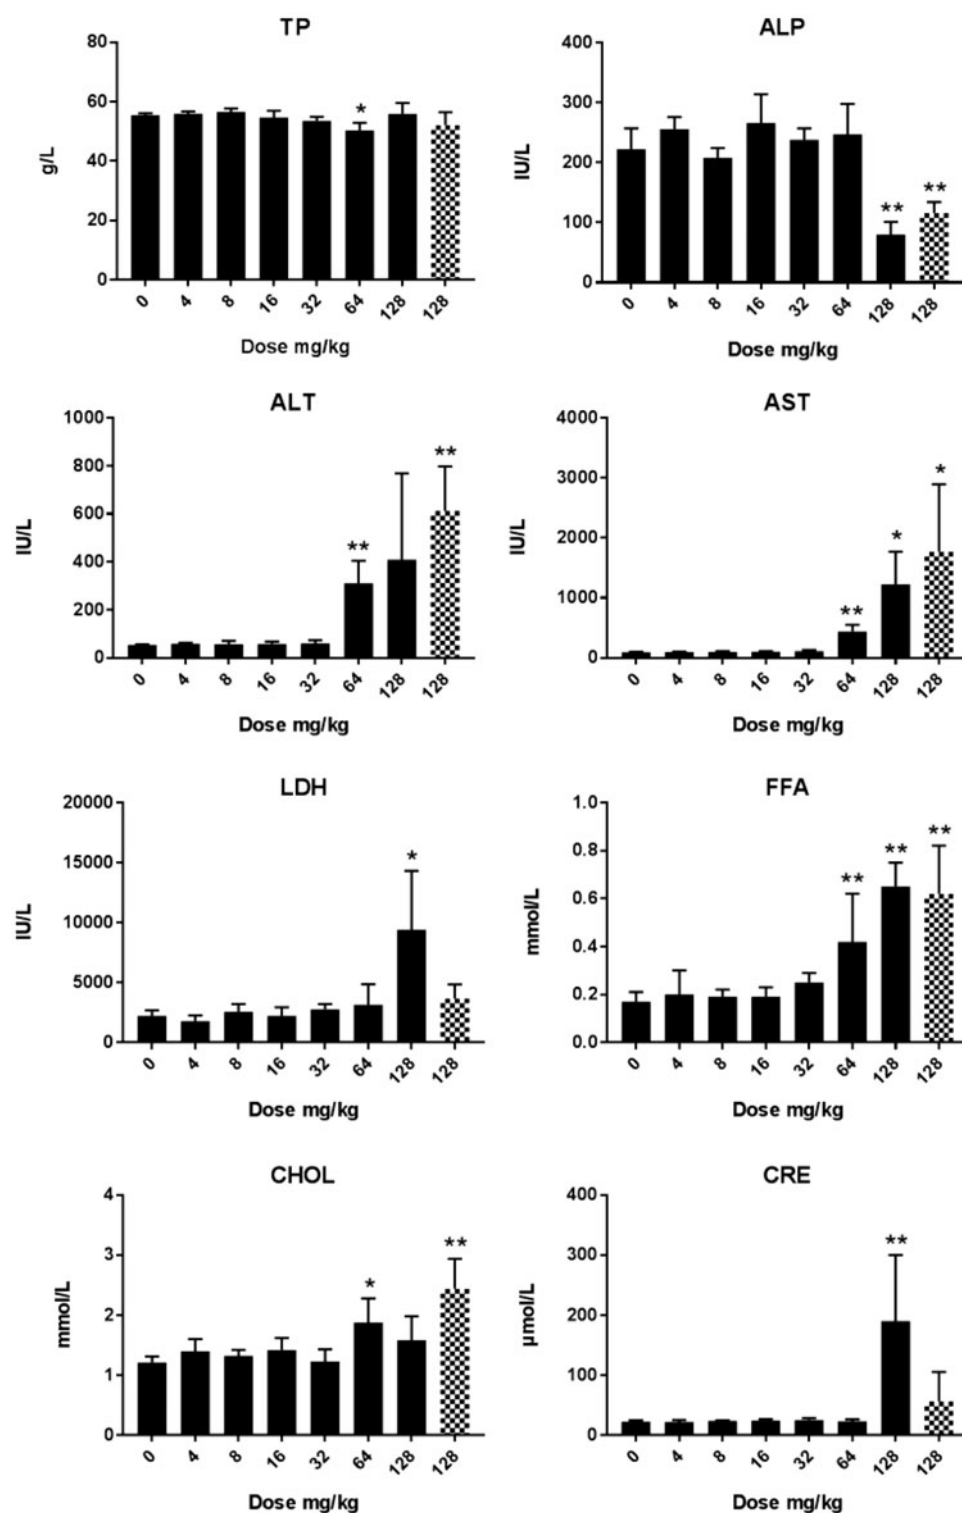 TP
80
60
40
20
0
g/L
*
0 4 8 16 32 64 128 128
Dose mg/kg
ALP
400
300
200
100
0
IU/L
** **
0 4 8 16 32 64 128 128
Dose mg/kg
ALT
1000
800
600
400
200
0
IU/L
** **
0 4 8 16 32 64 128 128
Dose mg/kg
AST
4000
3000
2000
1000
0
IU/L
** * *
0 4 8 16 32 64 128 128
Dose mg/kg
LDH
20000
15000
10000
5000
0
IU/L
*
0 4 8 16 32 64 128 128
Dose mg/kg
FFA
1.0
0.8
0.6
0.4
0.2
0.0
mmol/L
** ** **
0 4 8 16 32 64 128 128
Dose mg/kg
CHOL
4
3
2
1
0
mmol/L
* **
0 4 8 16 32 64 128 128
Dose mg/kg
CRE
400
300
200
100
0
µmol/L
**
0 4 8 16 32 64 128 128
Dose mg/kg